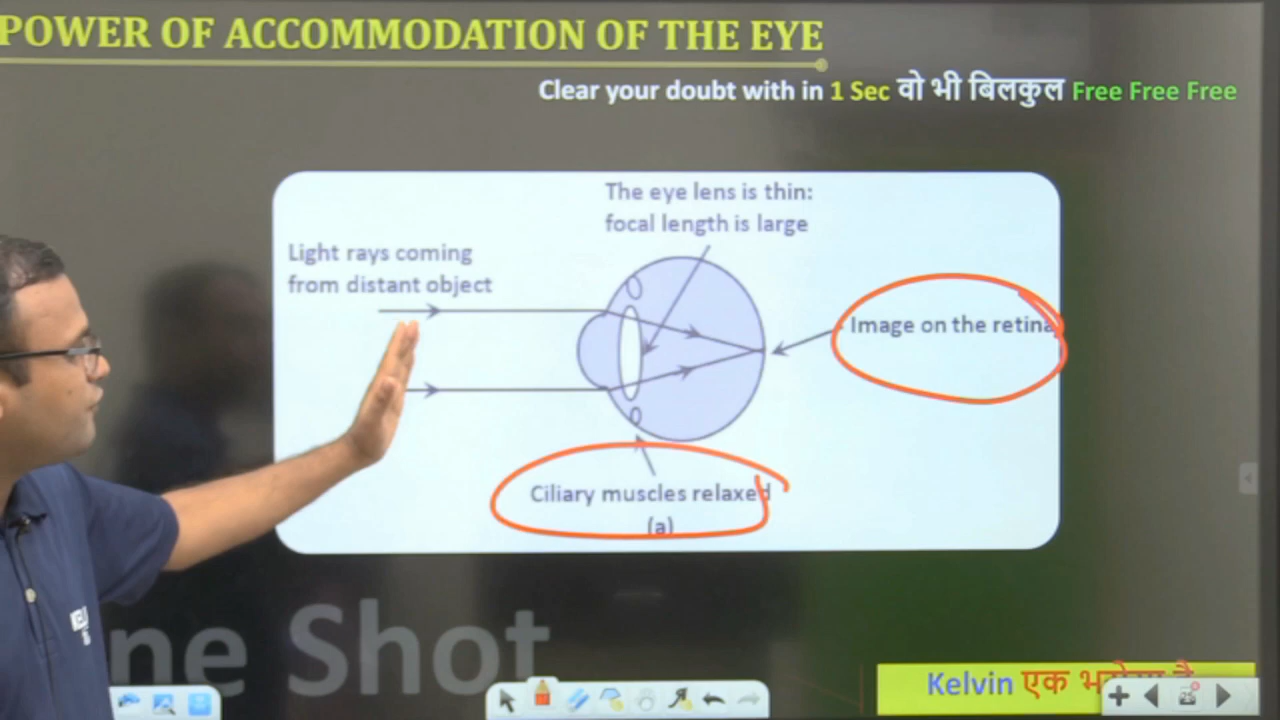 POWER OF ACCOMMODATION OF THE EYE
Clear your doubt with in 1 Sec वो भी बिलकुल Free Free Free
The eye lens is thin:
focal length is large
Light rays coming
from distant object
Image on the retina
Ciliary muscles relaxed
(a)
ne Shot
Kelvin एक